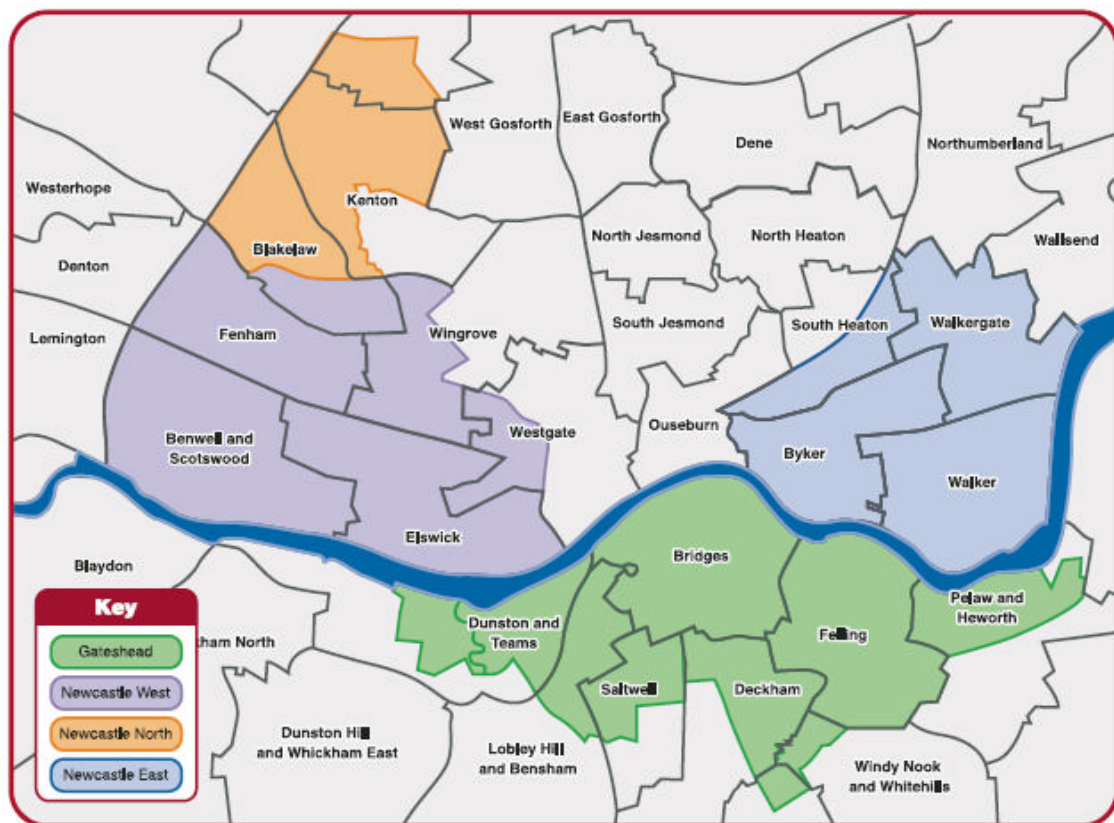 West Gosforth
East Gosforth
Dene
Northumberland
Westerhope
Kenton
North Jesmond
North Heaton
Wallsend
Blakelaw
Denton
Lemington
Fenham
Wingrove
South Jesmond
South Heaton
Walkergate
Benwell and
Scotswood
Westgate
Ouseburn
Byker
Walker
Elswick
Bridges
Blaydon
Pelaw and
Heworth
Dunston and
Teams
Felling
kham North
Saltwell
Deckham
Dunston Hill
and Whickham East
Lobley Hill
and Bensham
Windy Nook
and Whitehills
Key
Gateshead
Newcastle West
Newcastle North
Newcastle East